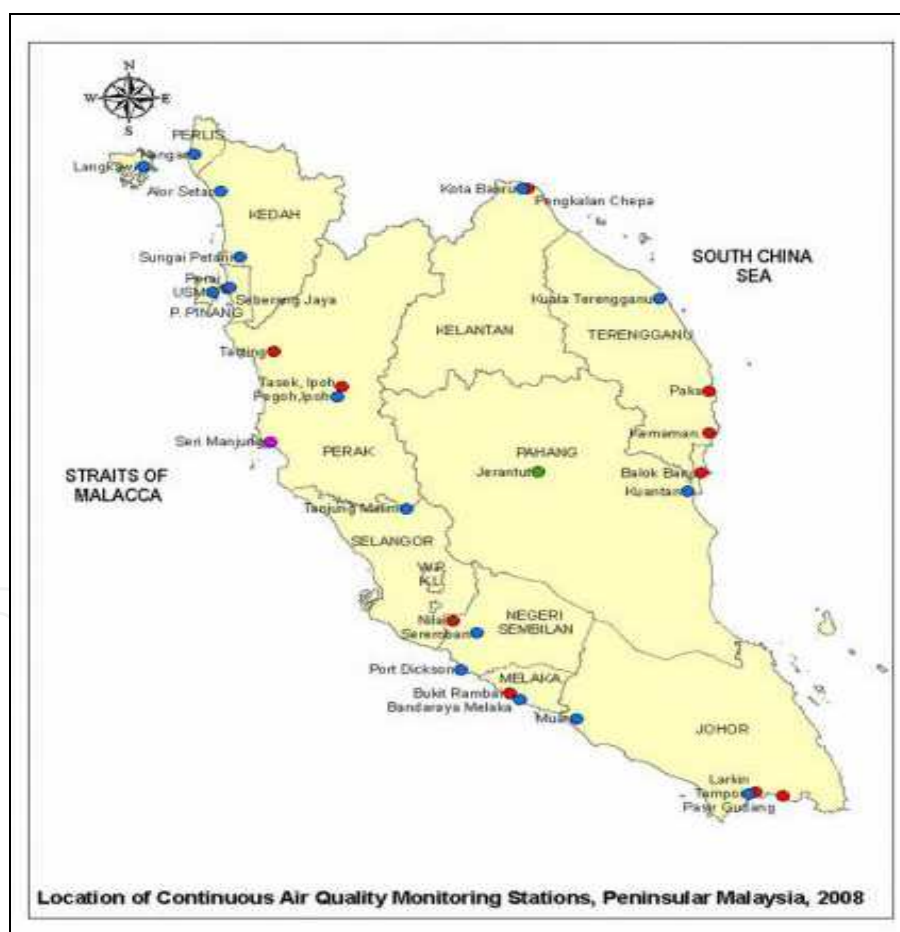 N
W E
S
PERLIS
Kangar
Langkawi
Alor Setar
KEDAH
Kota Bahru
Pengkalan Chepa
SOUTH CHINA
SEA
Sungai Petani
Perai
USM
Seberang Jaya
P. PINANG
Kuala Terengganu
KELANTAN
TERENGGANU
Tasek, Ipoh
Pegoh,Ipoh
Paka
Kemaman
Seri Manjung
PERAK
PAHANG
Jerantut
Balok Baru
Kuantan
STRAITS OF
MALACCA
Tanjung Malim
SELANGOR
W.P.
K.L.
Nilai
Seremban
NEGERI
SEMBILAN
Port Dickson
MELAKA
Bukit Rambai
Bandaraya Melaka
Muar
JOHOR
Larkin
Pasir Gudang
Location of Continuous Air Quality Monitoring Stations, Peninsular Malaysia, 2008